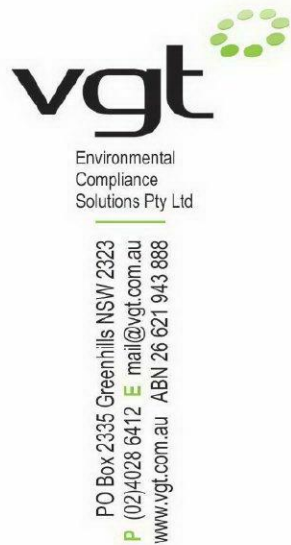 vgt
Environmental
Compliance
Solutions Pty Ltd
PO Box 2335 Greenhills NSW 2323
P (02)4028 6412 E mail@vgt.com.au
www.vgt.com.au ABN 26 621 943 888